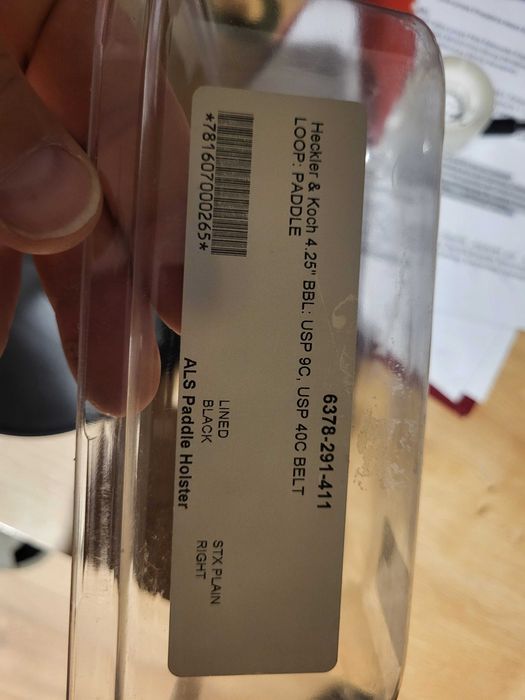 6378-291-411
Heckler & Koch 4.25" BBL: USP 9C, USP 40C BELT
LOOP: PADDLE
LINED
BLACK
STX PLAIN
RIGHT
*781607000265*
ALS Paddle Holster